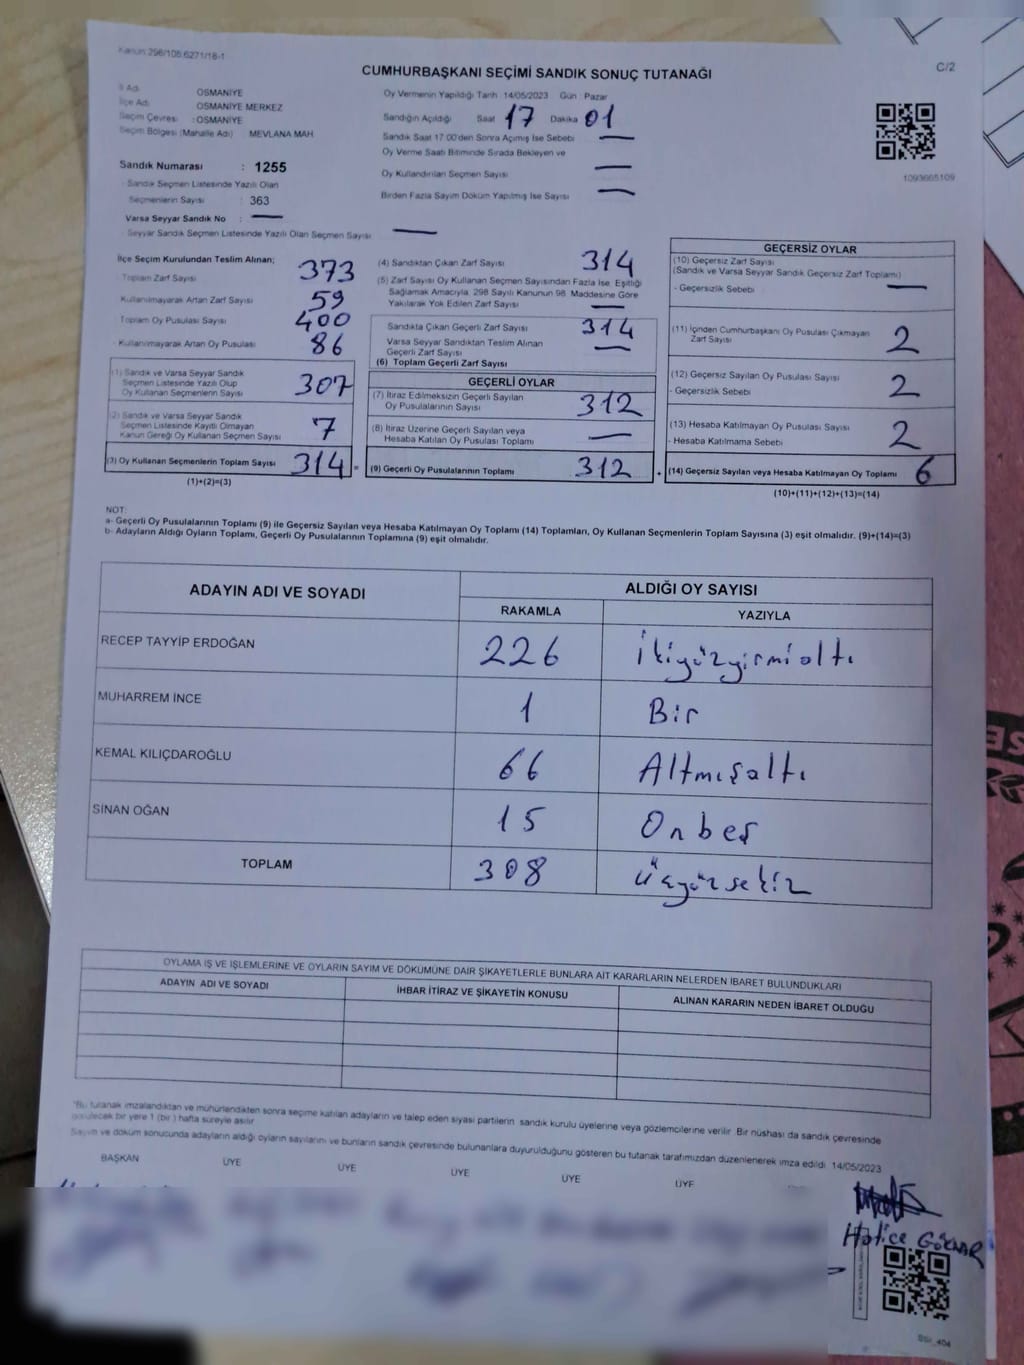 Kanun:298/105,6271/18-1
CUMHURBAŞKANI SEÇİMİ SANDIK SONUÇ TUTANAĞI
C/2
İl Adı OSMANİYE
İlçe Adı OSMANİYE MERKEZ
Seçim Çevresi : OSMANİYE
Seçim Bölgesi (Mahalle Adı) MEVLANA MAH.
Sandık Numarası : 1255
Sandık Seçmen Listesinde Yazılı Olan
Seçmenlerin Sayısı : 363
Varsa Seyyar Sandık No : —
Seyyar Sandık Seçmen Listesinde Yazılı Olan Seçmen Sayısı —
Oy Vermenin Yapıldığı Tarih :14/05/2023 Gün : Pazar
Sandığın Açıldığı Saat 17 Dakika 01
Sandık Saat 17:00'den Sonra Açılmış İse Sebebi —
Oy Verme Saati Bitiminde Sırada Bekleyen ve
Oy Kullandırılan Seçmen Sayısı —
Birden Fazla Sayım Döküm Yapılmış İse Sayısı —
1093665109
İlçe Seçim Kurulundan Teslim Alınan;
Toplam Zarf Sayısı 373
Kullanılmayarak Artan Zarf Sayısı 59
Toplam Oy Pusulası Sayısı 400
Kullanılmayarak Artan Oy Pusulası 86
(1) Sandık ve Varsa Seyyar Sandık
Seçmen Listesinde Yazılı Olup
Oy Kullanan Seçmenlerin Sayısı 307
(2) Sandık ve Varsa Seyyar Sandık
Seçmen Listesinde Kayıtlı Olmayan
Kanun Gereği Oy Kullanan Seçmen Sayısı 7
(3) Oy Kullanan Seçmenlerin Toplam Sayısı 314 =
(1)+(2)=(3)
(4) Sandıktan Çıkan Zarf Sayısı 314
(5) Zarf Sayısı Oy Kullanan Seçmen Sayısından Fazla İse, Eşitliği
Sağlamak Amacıyla, 298 Sayılı Kanunun 98. Maddesine Göre
Yakılarak Yok Edilen Zarf Sayısı —
Sandıkta Çıkan Geçerli Zarf Sayısı 314
Varsa Seyyar Sandıktan Teslim Alınan
Geçerli Zarf Sayısı —
(6) Toplam Geçerli Zarf Sayısı
GEÇERLİ OYLAR
(7) İtiraz Edilmeksizin Geçerli Sayılan
Oy Pusulalarının Sayısı 312
(8) İtiraz Üzerine Geçerli Sayılan veya
Hesaba Katılan Oy Pusulası Toplamı —
(9) Geçerli Oy Pusulalarının Toplamı 312 +
GEÇERSİZ OYLAR
(10) Geçersiz Zarf Sayısı
(Sandık ve Varsa Seyyar Sandık Geçersiz Zarf Toplamı)
- Geçersizlik Sebebi —
(11) İçinden Cumhurbaşkanı Oy Pusulası Çıkmayan
Zarf Sayısı 2
(12) Geçersiz Sayılan Oy Pusulası Sayısı 2
- Geçersizlik Sebebi
(13) Hesaba Katılmayan Oy Pusulası Sayısı 2
- Hesaba Katılmama Sebebi
(14) Geçersiz Sayılan veya Hesaba Katılmayan Oy Toplamı 6
(10)+(11)+(12)+(13)=(14)
NOT:
a- Geçerli Oy Pusulalarının Toplamı (9) ile Geçersiz Sayılan veya Hesaba Katılmayan Oy Toplamı (14) Toplamları, Oy Kullanan Seçmenlerin Toplam Sayısına (3) eşit olmalıdır. (9)+(14)=(3)
b- Adayların Aldığı Oyların Toplamı, Geçerli Oy Pusulalarının Toplamına (9) eşit olmalıdır.
ADAYIN ADI VE SOYADI ALDIĞI OY SAYISI
RAKAMLA YAZIYLA
RECEP TAYYİP ERDOĞAN 226 İkiyüzyirmialtı
MUHARREM İNCE 1 Bir
KEMAL KILIÇDAROĞLU 66 Altmışaltı
SİNAN OĞAN 15 Onbeş
TOPLAM 308 Üçyüzsekiz
OYLAMA İŞ VE İŞLEMLERİNE VE OYLARIN SAYIM VE DÖKÜMÜNE DAİR ŞİKAYETLERLE BUNLARA AİT KARARLARIN NELERDEN İBARET BULUNDUKLARI
ADAYIN ADI VE SOYADI İHBAR İTİRAZ VE ŞİKAYETİN KONUSU ALINAN KARARIN NEDEN İBARET OLDUĞU
*Bu tutanak imzalandıktan ve mühürlendikten sonra seçime katılan adayların ve talep eden siyasi partilerin sandık kurulu üyelerine veya gözlemcilerine verilir. Bir nüshası da sandık çevresinde
görülecek bir yere 1 (bir) hafta süreyle asılır.
Sayım ve döküm sonucunda adayların aldığı oyların sayılarını ve bunların sandık çevresinde bulunanlara duyurulduğunu gösteren bu tutanak tarafımızdan düzenlenerek imza edildi. 14/05/2023
BAŞKAN ÜYE ÜYE ÜYE ÜYE ÜYE
Hatice GÖKNAR